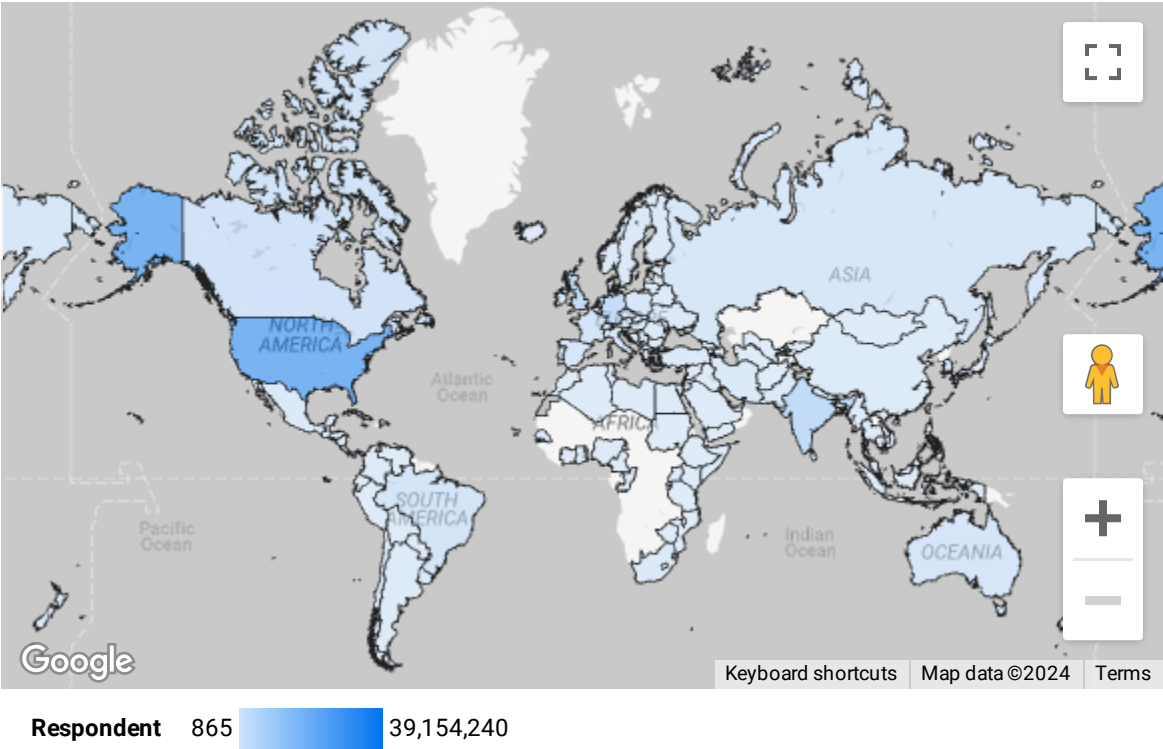 ASIA
NORTH
AMERICA
EUROPE
Atlantic
Ocean
AFRICA
SOUTH
AMERICA
Pacific
Ocean
Indian
Ocean
OCEANIA
Google
Keyboard shortcuts
Map data ©2024
Terms
Respondent 865 39,154,240